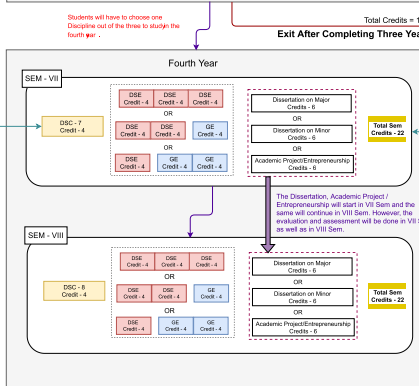 Students will have to choose one
Discipline out of the three to studyin the
fourth year .
Total Credits = 1
Exit After Completing Three Yea
Fourth Year
SEM - VII
DSC - 7
Credit - 4
DSE
Credit - 4
DSE
Credit - 4
DSE
Credit - 4
OR
DSE
Credit - 4
DSE
Credit - 4
GE
Credit - 4
OR
DSE
Credit - 4
GE
Credit - 4
GE
Credit - 4
Dissertation on Major
Credits - 6
OR
Dissertation on Minor
Credits - 6
OR
Academic Project/Entrepreneurship
Credits - 6
Total Sem
Credits - 22
The Dissertation, Academic Project /
Entrepreneurship will start in VII Sem and the
same will continue in VIII Sem. However, the
evaluation and assessment will be done in VII S
as well as in VIII Sem.
SEM - VIII
DSC - 8
Credit - 4
DSE
Credit - 4
DSE
Credit - 4
DSE
Credit - 4
OR
DSE
Credit - 4
DSE
Credit - 4
GE
Credit - 4
OR
DSE
Credit - 4
GE
Credit - 4
GE
Credit - 4
Dissertation on Major
Credits - 6
OR
Dissertation on Minor
Credits - 6
OR
Academic Project/Entrepreneurship
Credits - 6
Total Sem
Credits - 22